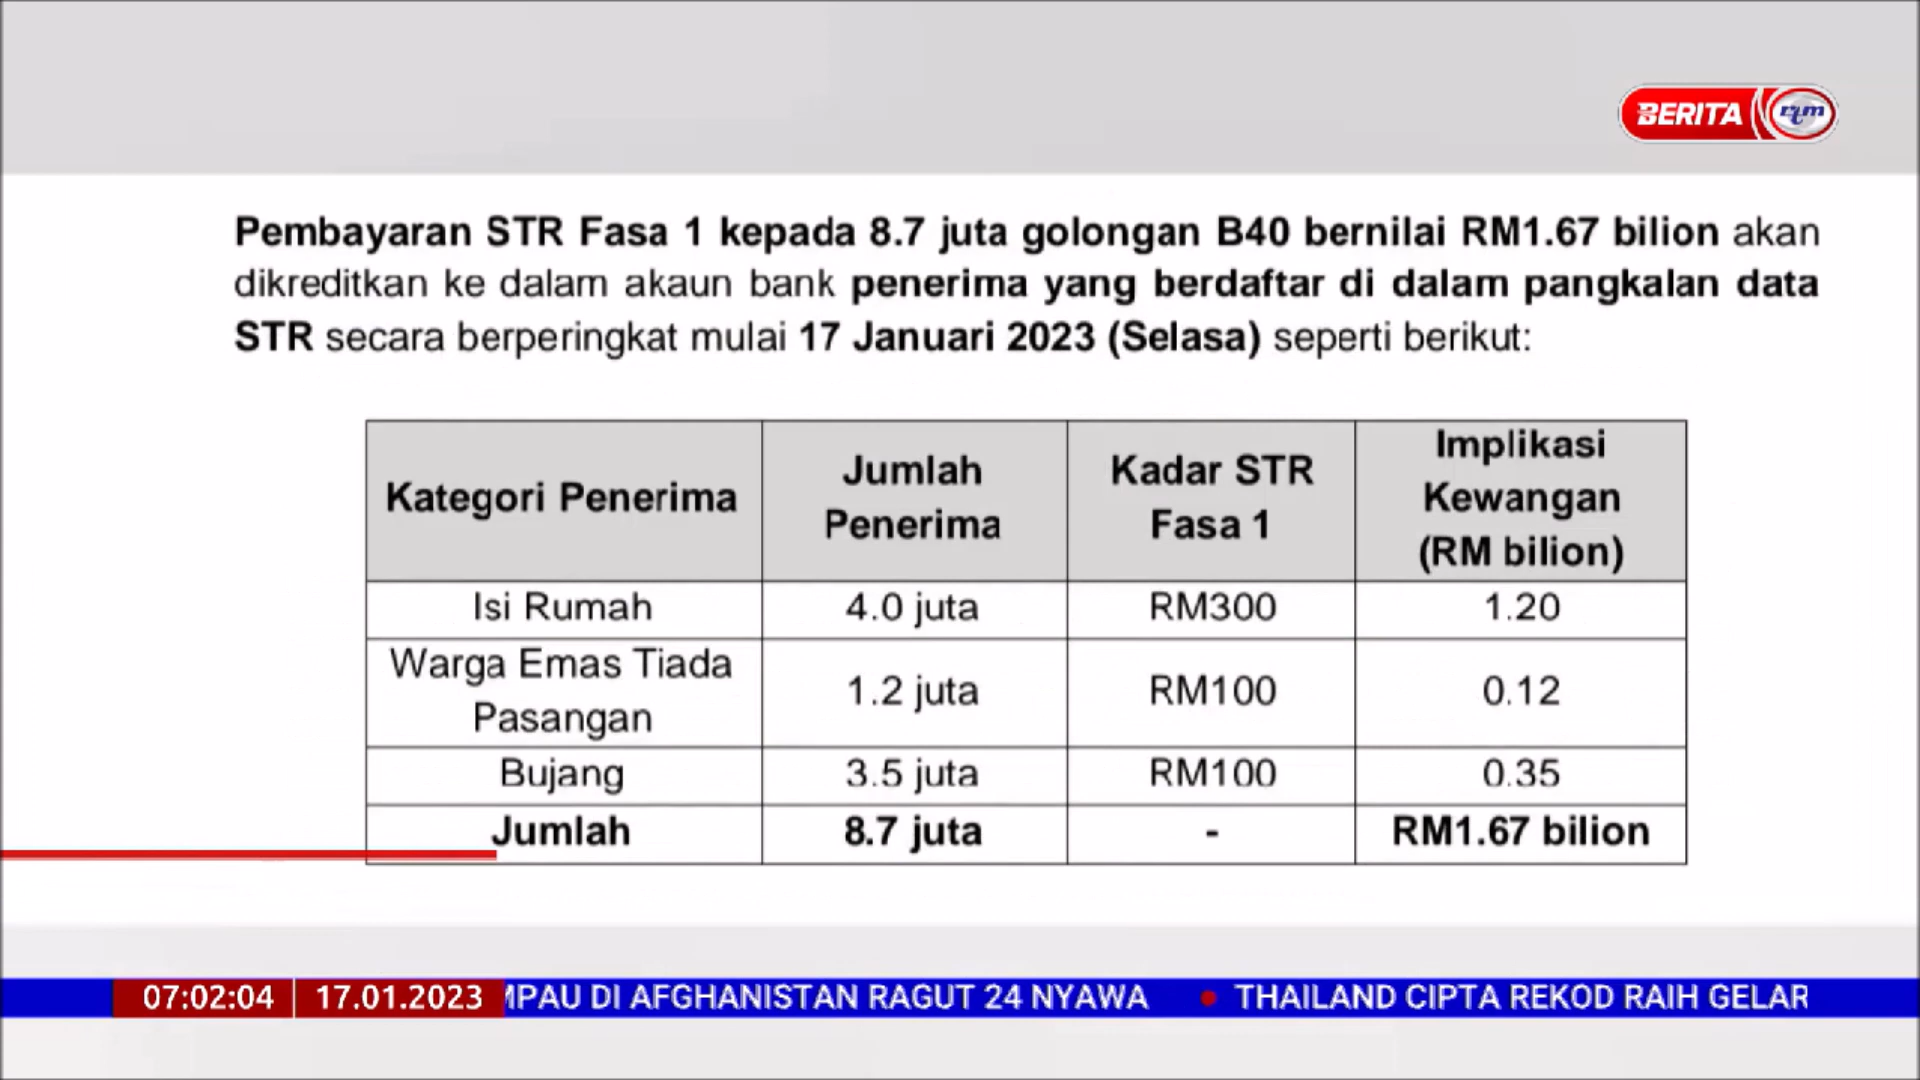 BERITA rtm
Pembayaran STR Fasa 1 kepada 8.7 juta golongan B40 bernilai RM1.67 bilion akan
dikreditkan ke dalam akaun bank penerima yang berdaftar di dalam pangkalan data
STR secara berperingkat mulai 17 Januari 2023 (Selasa) seperti berikut:
Kategori Penerima Jumlah Penerima Kadar STR Fasa 1 Implikasi Kewangan (RM bilion)
Isi Rumah 4.0 juta RM300 1.20
Warga Emas Tiada Pasangan 1.2 juta RM100 0.12
Bujang 3.5 juta RM100 0.35
Jumlah 8.7 juta - RM1.67 bilion
07:02:04 17.01.2023 MPAU DI AFGHANISTAN RAGUT 24 NYAWA • THAILAND CIPTA REKOD RAIH GELAR